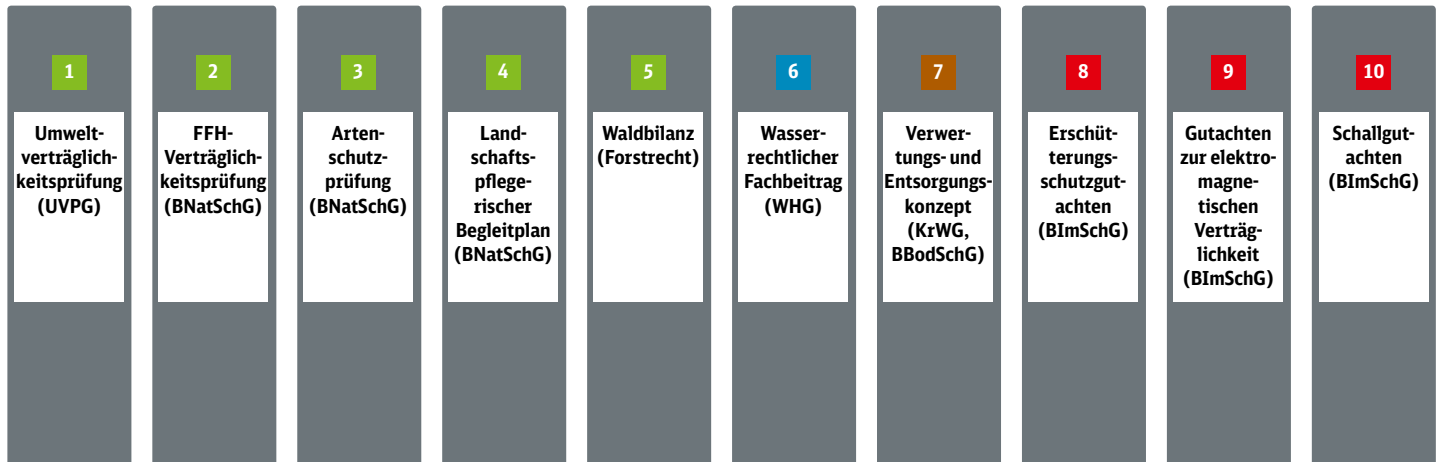 1
Umwelt-
verträglich-
keitsprüfung
(UVPG)
2
FFH-
Verträglich-
keitsprüfung
(BNatSchG)
3
Arten-
schutz-
prüfung
(BNatSchG)
4
Land-
schafts-
pflege-
rischer
Begleitplan
(BNatSchG)
5
Waldbilanz
(Forstrecht)
6
Wasser-
rechtlicher
Fachbeitrag
(WHG)
7
Verwer-
tungs- und
Entsorgungs-
konzept
(KrWG,
BBodSchG)
8
Erschüt-
terungs-
schutzgut-
achten
(BImSchG)
9
Gutachten
zur elektro-
magne-
tischen
Verträg-
lichkeit
(BImSchG)
10
Schallgut-
achten
(BImSchG)